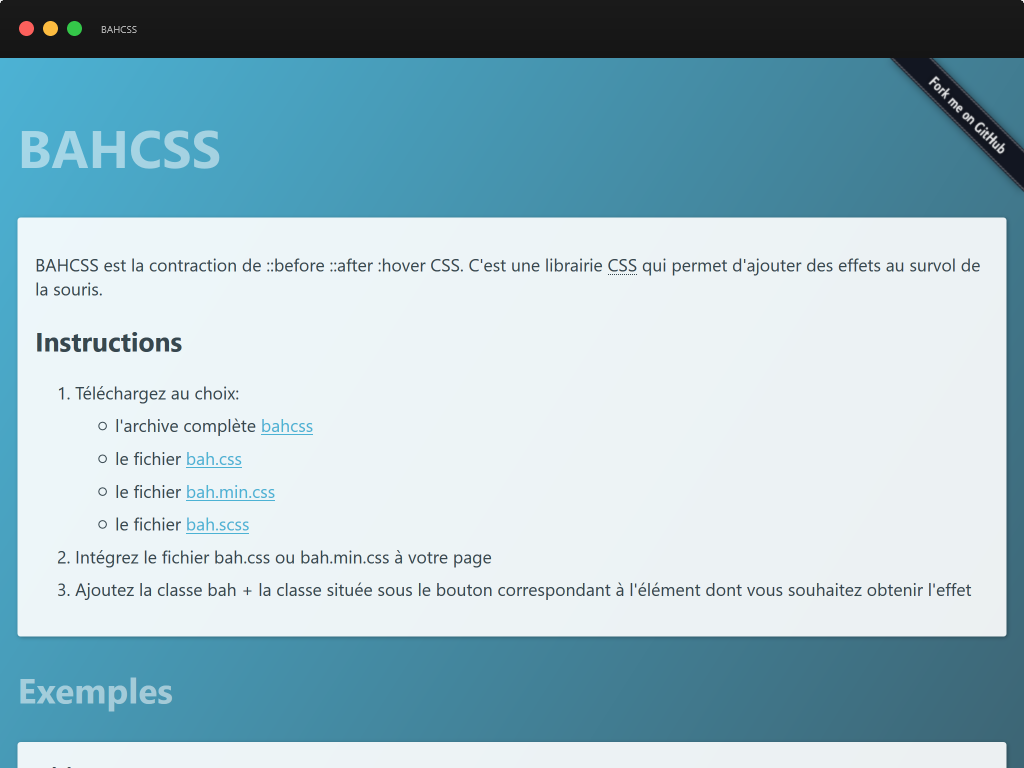 BAHCSS
Fork me on GitHub
BAHCSS
BAHCSS est la contraction de ::before ::after :hover CSS. C'est une librairie CSS qui permet d'ajouter des effets au survol de
la souris.
Instructions
1. Téléchargez au choix:
l'archive complète bahcss
le fichier bah.css
le fichier bah.min.css
le fichier bah.scss
2. Intégrez le fichier bah.css ou bah.min.css à votre page
3. Ajoutez la classe bah + la classe située sous le bouton correspondant à l'élément dont vous souhaitez obtenir l'effet
Exemples